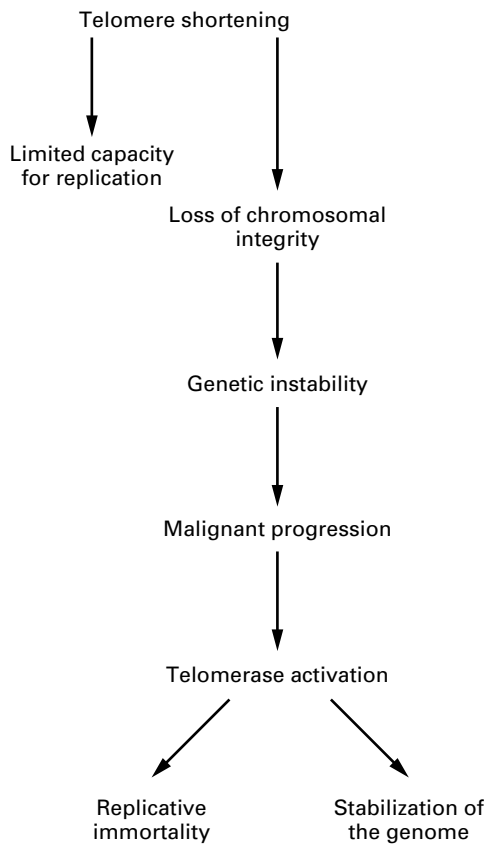 Telomere shortening
Limited capacity
for replication
Loss of chromosomal
integrity
Genetic instability
Malignant progression
Telomerase activation
Replicative
immortality
Stabilization of
the genome